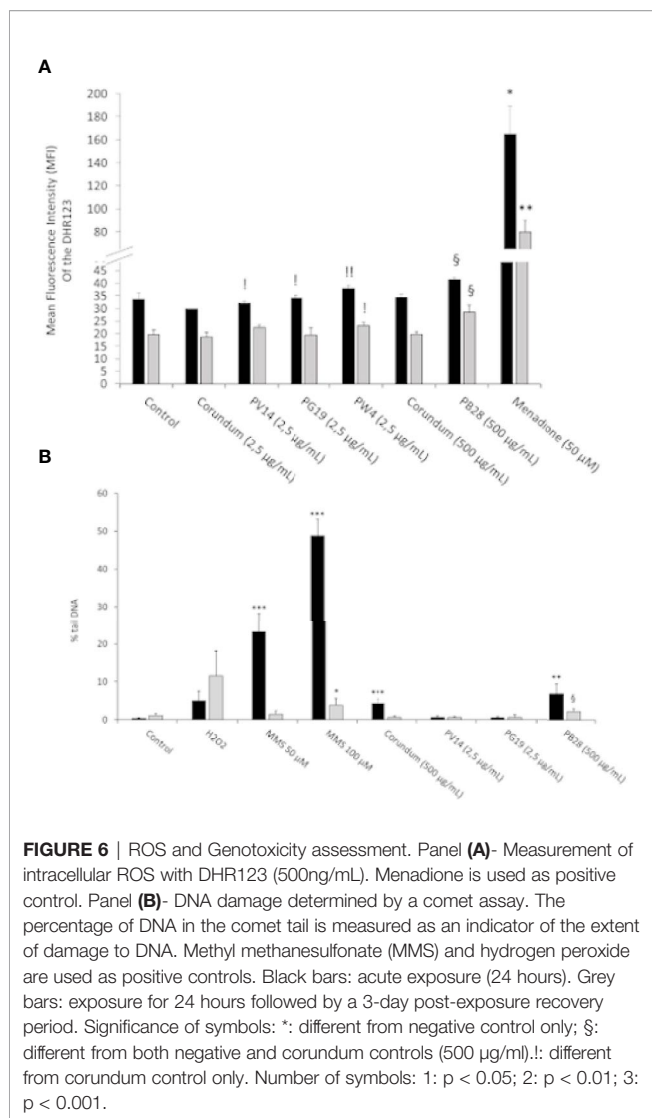 A
Mean Fluorescence Intensity (MFI)
Of the DHR123
200
180
160
140
120
100
80
45
40
35
30
25
20
15
10
5
0
*
**
!
!
!!
!
§
§
Control
Corundum (2,5 µg/mL)
PV14 (2,5 µg/mL)
PG19 (2,5 µg/mL)
PW4 (2,5 µg/mL)
Corundum (500 µg/mL)
PB28 (500 µg/mL)
Menadione (50 µM)
B
% tail DNA
60
50
40
30
20
10
0
*
***
***
*
***
**
§
Control
H2O2
MMS 50 µM
MMS 100 µM
Corundum (500 µg/mL)
PV14 (2,5 µg/mL)
PG19 (2,5 µg/mL)
PB28 (500 µg/mL)
FIGURE 6 | ROS and Genotoxicity assessment. Panel (A)- Measurement of
intracellular ROS with DHR123 (500ng/mL). Menadione is used as positive
control. Panel (B)- DNA damage determined by a comet assay. The
percentage of DNA in the comet tail is measured as an indicator of the extent
of damage to DNA. Methyl methanesulfonate (MMS) and hydrogen peroxide
are used as positive controls. Black bars: acute exposure (24 hours). Grey
bars: exposure for 24 hours followed by a 3-day post-exposure recovery
period. Significance of symbols: *: different from negative control only; §:
different from both negative and corundum controls (500 µg/ml).!: different
from corundum control only. Number of symbols: 1: p < 0.05; 2: p < 0.01; 3:
p < 0.001.